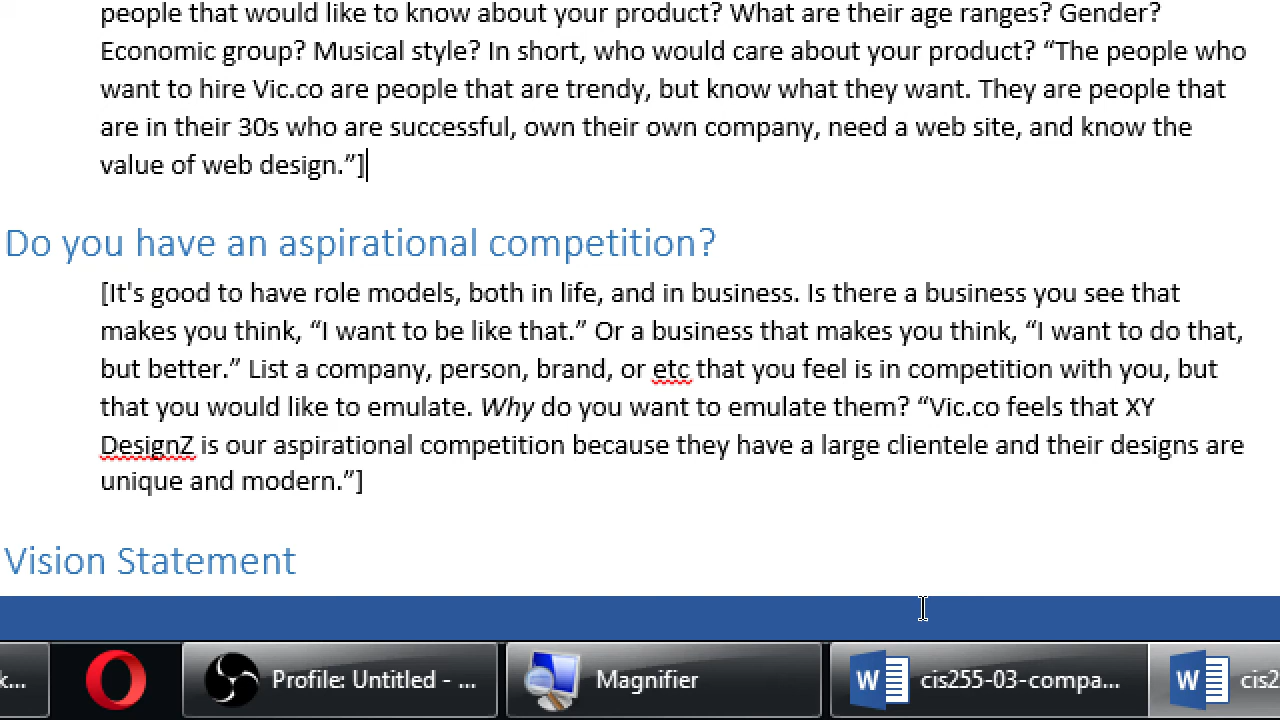 people that would like to know about your product? What are their age ranges? Gender?
Economic group? Musical style? In short, who would care about your product? “The people who
want to hire Vic.co are people that are trendy, but know what they want. They are people that
are in their 30s who are successful, own their own company, need a web site, and know the
value of web design.”]
Do you have an aspirational competition?
[It's good to have role models, both in life, and in business. Is there a business you see that
makes you think, “I want to be like that.” Or a business that makes you think, “I want to do that,
but better.” List a company, person, brand, or etc that you feel is in competition with you, but
that you would like to emulate. Why do you want to emulate them? “Vic.co feels that XY
DesignZ is our aspirational competition because they have a large clientele and their designs are
unique and modern.”]
Vision Statement
k... Profile: Untitled - ... Magnifier W cis255-03-compa... W cis2